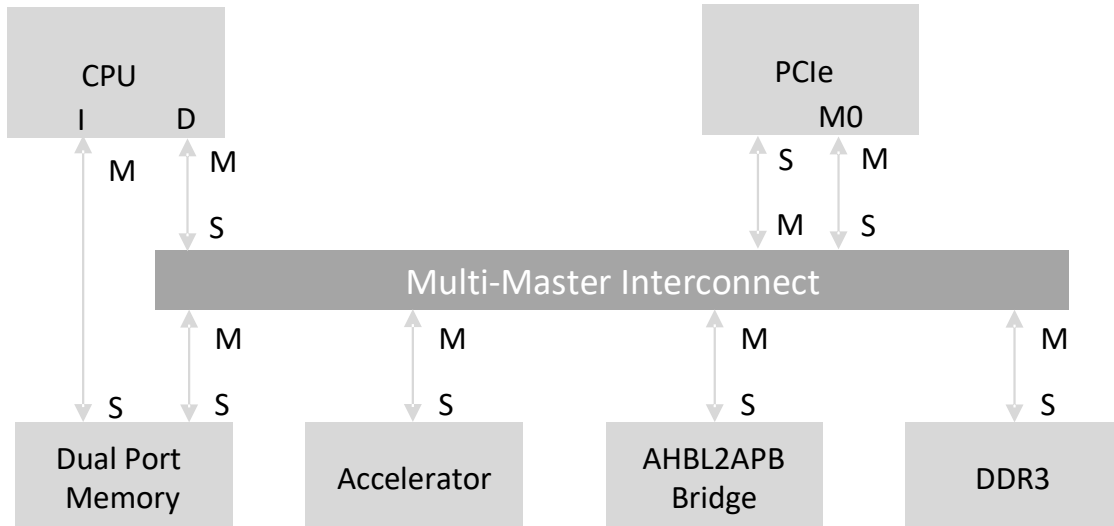 CPU
PCIe
I D
M0
M M S M
S M S
Multi-Master Interconnect
M M M M
S S S S S
Dual Port
Memory
Accelerator
AHBL2APB
Bridge
DDR3